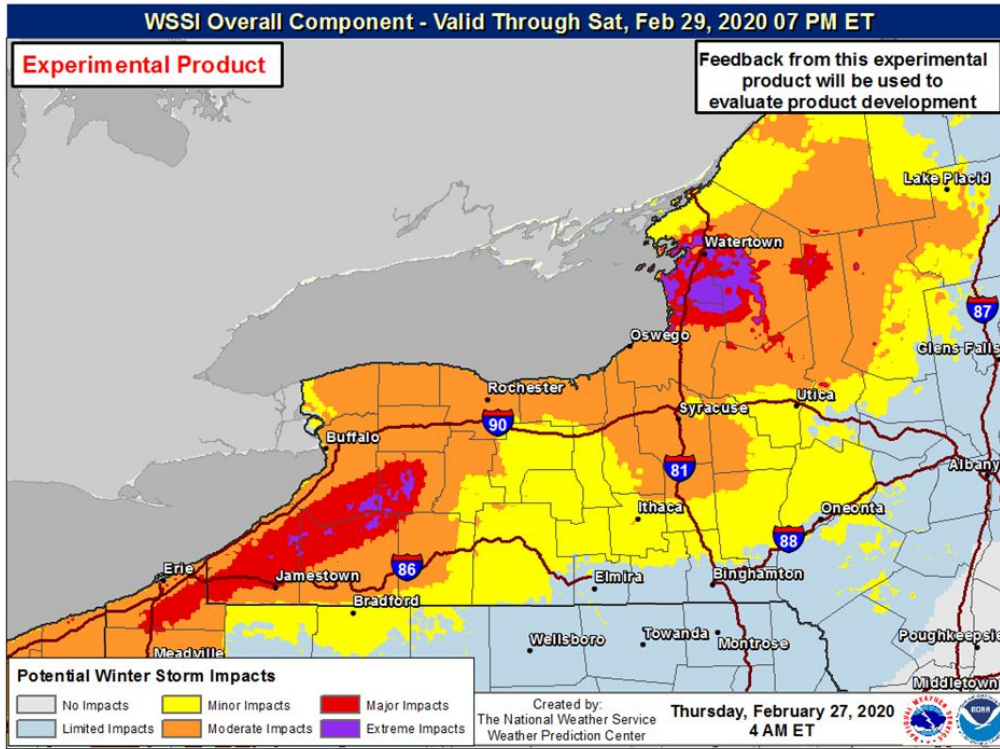 WSSI Overall Component - Valid Through Sat, Feb 29, 2020 07 PM ET
Experimental Product
Feedback from this experimental
product will be used to
evaluate product development
Lake Placid
Watertown
87
Oswego
Glens Falls
Rochester
Utica
Syracuse
90
Buffalo
Albany
81
Ithaca
Oneonta
88
Erie
86
Jamestown
Elmira
Binghamton
Bradford
Wellsboro
Towanda
Montrose
Poughkeepsie
Meadville
Middletown
Potential Winter Storm Impacts
No Impacts
Minor Impacts
Major Impacts
Limited Impacts
Moderate Impacts
Extreme Impacts
Created by:
The National Weather Service
Weather Prediction Center
Thursday, February 27, 2020
4 AM ET
NATIONAL WEATHER SERVICE
NOAA